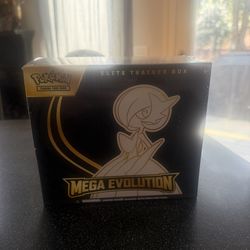 ELITE TRAINER BOX
POKÉMON
TRADING CARD GAME
MEGA EVOLUTION